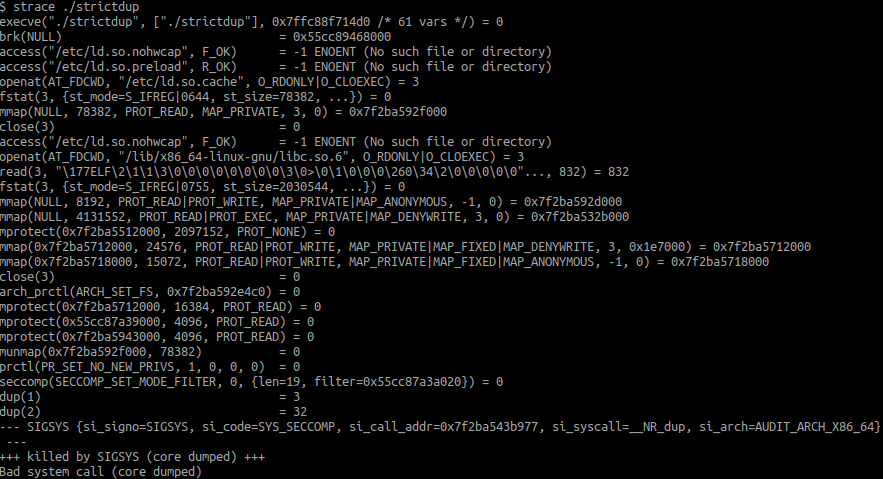 $ strace ./strictdup
execve("./strictdup", ["./strictdup"], 0x7ffc88f714d0 /* 61 vars */) = 0
brk(NULL)                               = 0x55cc89468000
access("/etc/ld.so.nohwcap", F_OK)      = -1 ENOENT (No such file or directory)
access("/etc/ld.so.preload", R_OK)      = -1 ENOENT (No such file or directory)
openat(AT_FDCWD, "/etc/ld.so.cache", O_RDONLY|O_CLOEXEC) = 3
fstat(3, {st_mode=S_IFREG|0644, st_size=78382, ...}) = 0
mmap(NULL, 78382, PROT_READ, MAP_PRIVATE, 3, 0) = 0x7f2ba592f000
close(3)                                = 0
access("/etc/ld.so.nohwcap", F_OK)      = -1 ENOENT (No such file or directory)
openat(AT_FDCWD, "/lib/x86_64-linux-gnu/libc.so.6", O_RDONLY|O_CLOEXEC) = 3
read(3, "\177ELF\2\1\1\3\0\0\0\0\0\0\0\0\3\0>\0\1\0\0\0\260\34\2\0\0\0\0\0"..., 832) = 832
fstat(3, {st_mode=S_IFREG|0755, st_size=2030544, ...}) = 0
mmap(NULL, 8192, PROT_READ|PROT_WRITE, MAP_PRIVATE|MAP_ANONYMOUS, -1, 0) = 0x7f2ba592d000
mmap(NULL, 4131552, PROT_READ|PROT_EXEC, MAP_PRIVATE|MAP_DENYWRITE, 3, 0) = 0x7f2ba532b000
mprotect(0x7f2ba5512000, 2097152, PROT_NONE) = 0
mmap(0x7f2ba5712000, 24576, PROT_READ|PROT_WRITE, MAP_PRIVATE|MAP_FIXED|MAP_DENYWRITE, 3, 0x1e7000) = 0x7f2ba5712000
mmap(0x7f2ba5718000, 15072, PROT_READ|PROT_WRITE, MAP_PRIVATE|MAP_FIXED|MAP_ANONYMOUS, -1, 0) = 0x7f2ba5718000
close(3)                                = 0
arch_prctl(ARCH_SET_FS, 0x7f2ba592e4c0) = 0
mprotect(0x7f2ba5712000, 16384, PROT_READ) = 0
mprotect(0x55cc87a39000, 4096, PROT_READ) = 0
mprotect(0x7f2ba5943000, 4096, PROT_READ) = 0
munmap(0x7f2ba592f000, 78382)           = 0
prctl(PR_SET_NO_NEW_PRIVS, 1, 0, 0, 0)  = 0
seccomp(SECCOMP_SET_MODE_FILTER, 0, {len=19, filter=0x55cc87a3a020}) = 0
dup(1)                                  = 3
dup(2)                                  = 32
--- SIGSYS {si_signo=SIGSYS, si_code=SYS_SECCOMP, si_call_addr=0x7f2ba543b977, si_syscall=__NR_dup, si_arch=AUDIT_ARCH_X86_64}
 ---
+++ killed by SIGSYS (core dumped) +++
Bad system call (core dumped)